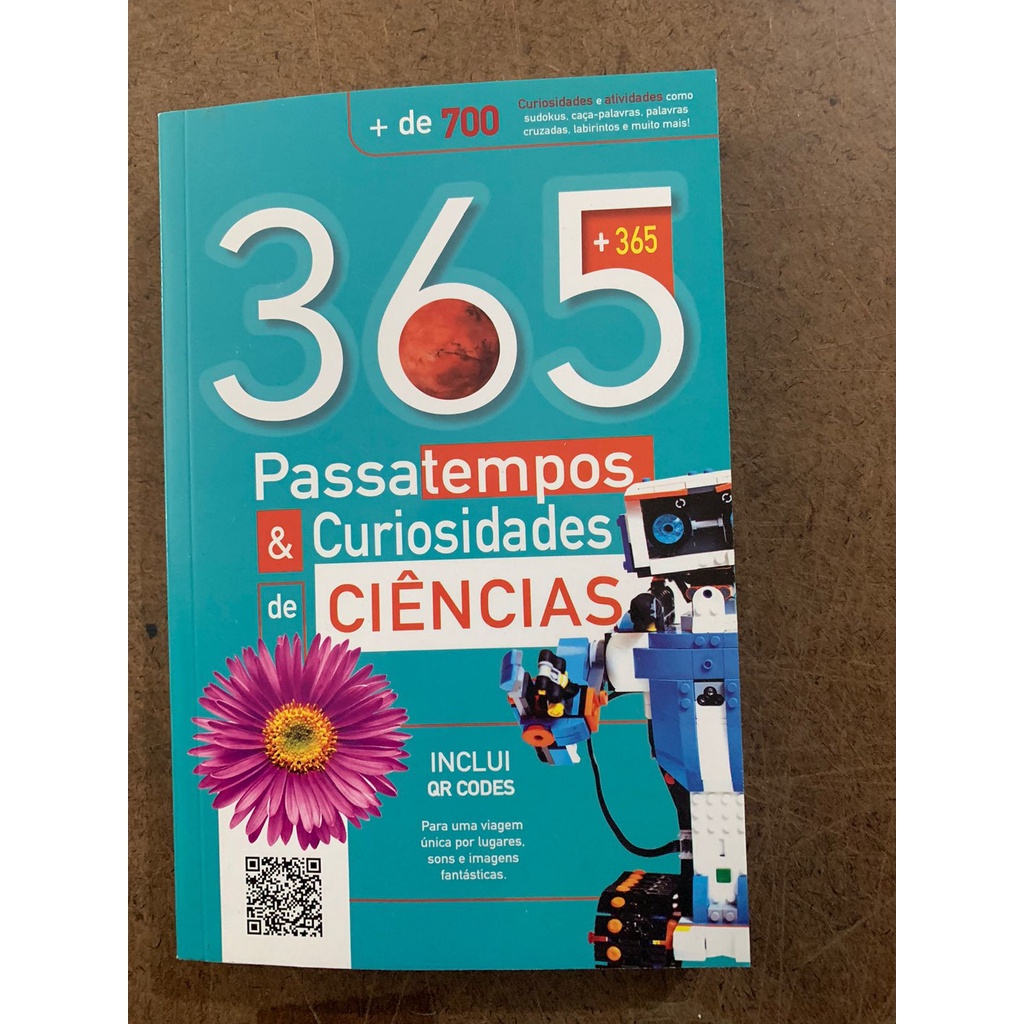 + de 700
Curiosidades e atividades como
sudokus, caça-palavras, palavras
cruzadas, labirintos e muito mais!
365
+ 365
Passatempos
& Curiosidades
de CIÊNCIAS
INCLUI
QR CODES
Para uma viagem
única por lugares,
sons e imagens
fantásticas.